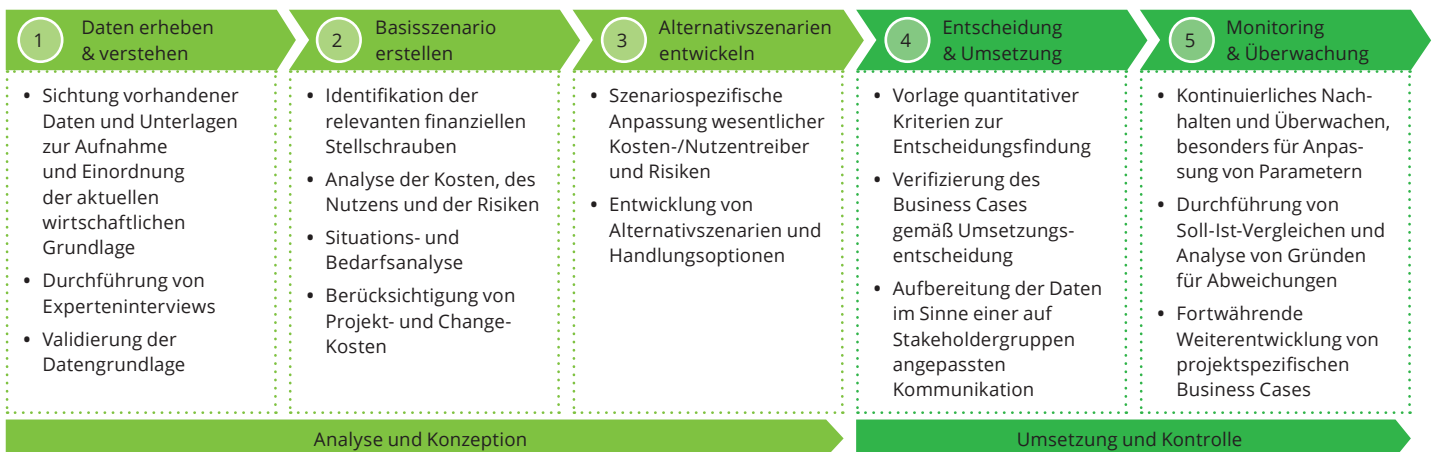 1
Daten erheben
& verstehen
• Sichtung vorhandener
Daten und Unterlagen
zur Aufnahme
und Einordnung
der aktuellen
wirtschaftlichen
Grundlage
• Durchführung von
Experteninterviews
• Validierung der
Datengrundlage
2
Basisszenario
erstellen
• Identifikation der
relevanten finanziellen
Stellschrauben
• Analyse der Kosten, des
Nutzens und der Risiken
• Situations- und
Bedarfsanalyse
• Berücksichtigung von
Projekt- und Change-
Kosten
3
Alternativszenarien
entwickeln
• Szenariospezifische
Anpassung wesentlicher
Kosten-/Nutzentreiber
und Risiken
• Entwicklung von
Alternativszenarien und
Handlungsoptionen
4
Entscheidung
& Umsetzung
• Vorlage quantitativer
Kriterien zur
Entscheidungsfindung
• Verifizierung des
Business Cases
gemäß Umsetzungs-
entscheidung
• Aufbereitung der Daten
im Sinne einer auf
Stakeholdergruppen
angepassten
Kommunikation
5
Monitoring
& Überwachung
• Kontinuierliches Nach-
halten und Überwachen,
besonders für Anpas-
sung von Parametern
• Durchführung von
Soll-Ist-Vergleichen und
Analyse von Gründen
für Abweichungen
• Fortwährende
Weiterentwicklung von
projektspezifischen
Business Cases
Analyse und Konzeption
Umsetzung und Kontrolle